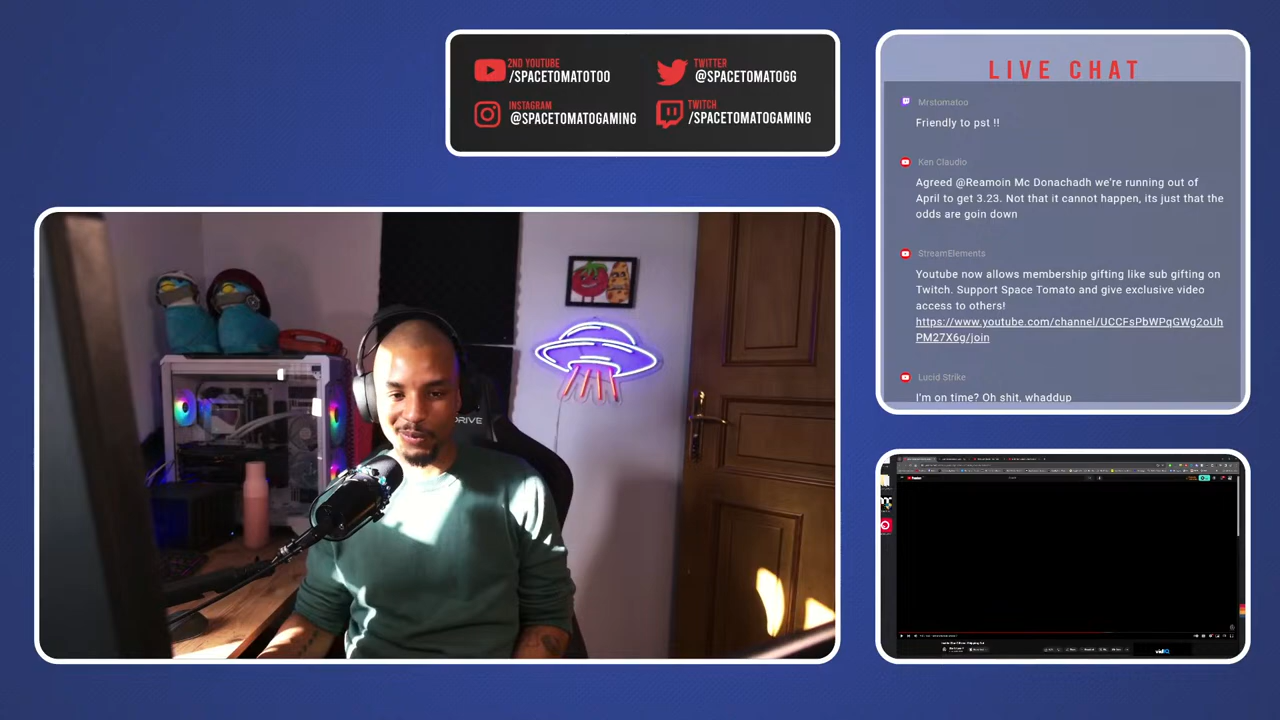 2ND YOUTUBE
/SPACETOMATOTOO
TWITTER
@SPACETOMATOGG
INSTAGRAM
@SPACETOMATOGAMING
TWITCH
/SPACETOMATOGAMING
LIVE CHAT
Mrstomatoo
Friendly to pst !!
Ken Claudio
Agreed @Reamoin Mc Donachadh we're running out of
April to get 3.23. Not that it cannot happen, its just that the
odds are goin down
StreamElements
Youtube now allows membership gifting like sub gifting on
Twitch. Support Space Tomato and give exclusive video
access to others!
https://www.youtube.com/channel/UCCFsPbWPqGWg2oUh
PM27X6g/join
Lucid Strike
I'm on time? Oh shit, whaddup
DRIVE
vidIQ